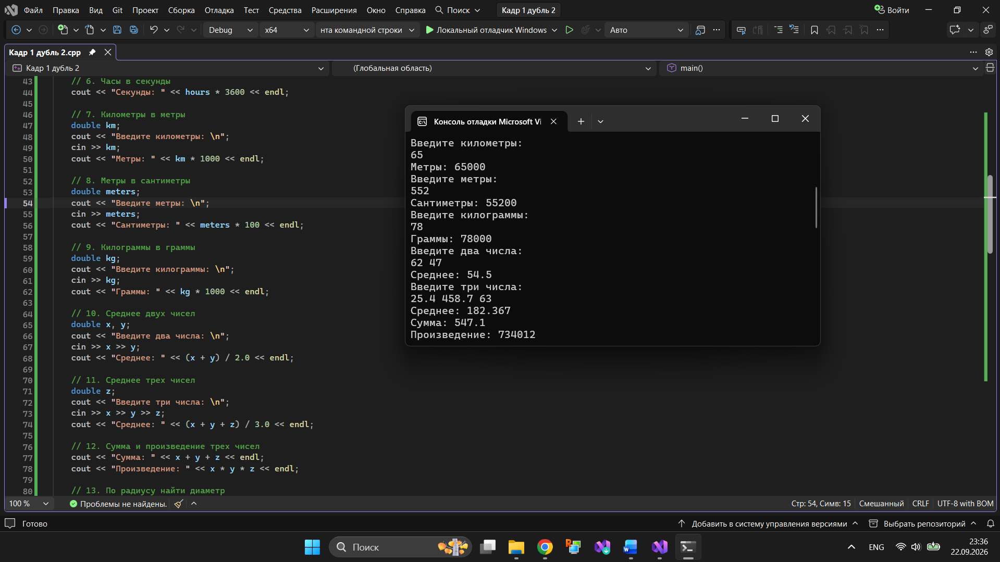 Файл Правка Вид Git Проект Сборка Отладка Тест Средства Расширения Окно Справка Поиск Кадр 1 дубль 2 Войти
Debug x64 нта командной строки Локальный отладчик Windows Авто
Кадр 1 дубль 2.cpp
Кадр 1 дубль 2 (Глобальная область) main()
43 // 6. Часы в секунды
44 cout << "Секунды: " << hours * 3600 << endl;
45
46 // 7. Километры в метры
47 double km;
48 cout << "Введите километры: \n";
49 cin >> km;
50 cout << "Метры: " << km * 1000 << endl;
51
52 // 8. Метры в сантиметры
53 double meters;
54 cout << "Введите метры: \n";
55 cin >> meters;
56 cout << "Сантиметры: " << meters * 100 << endl;
57
58 // 9. Килограммы в граммы
59 double kg;
60 cout << "Введите килограммы: \n";
61 cin >> kg;
62 cout << "Граммы: " << kg * 1000 << endl;
63
64 // 10. Среднее двух чисел
65 double x, y;
66 cout << "Введите два числа: \n";
67 cin >> x >> y;
68 cout << "Среднее: " << (x + y) / 2.0 << endl;
69
70 // 11. Среднее трех чисел
71 double z;
72 cout << "Введите три числа: \n";
73 cin >> x >> y >> z;
74 cout << "Среднее: " << (x + y + z) / 3.0 << endl;
75
76 // 12. Сумма и произведение трех чисел
77 cout << "Сумма: " << x + y + z << endl;
78 cout << "Произведение: " << x * y * z << endl;
79
80 // 13. По радиусу найти диаметр
Консоль отладки Microsoft Vi
Введите километры:
65
Метры: 65000
Введите метры:
552
Сантиметры: 55200
Введите килограммы:
78
Граммы: 78000
Введите два числа:
62 47
Среднее: 54.5
Введите три числа:
25.4 458.7 63
Среднее: 182.367
Сумма: 547.1
Произведение: 734012
100 % Проблемы не найдены. Стр: 54, Симв: 15 Смешанный CRLF UTF-8 with BOM
Готово Добавить в систему управления версиями Выбрать репозиторий
Поиск ENG 23:36
22.09.2026